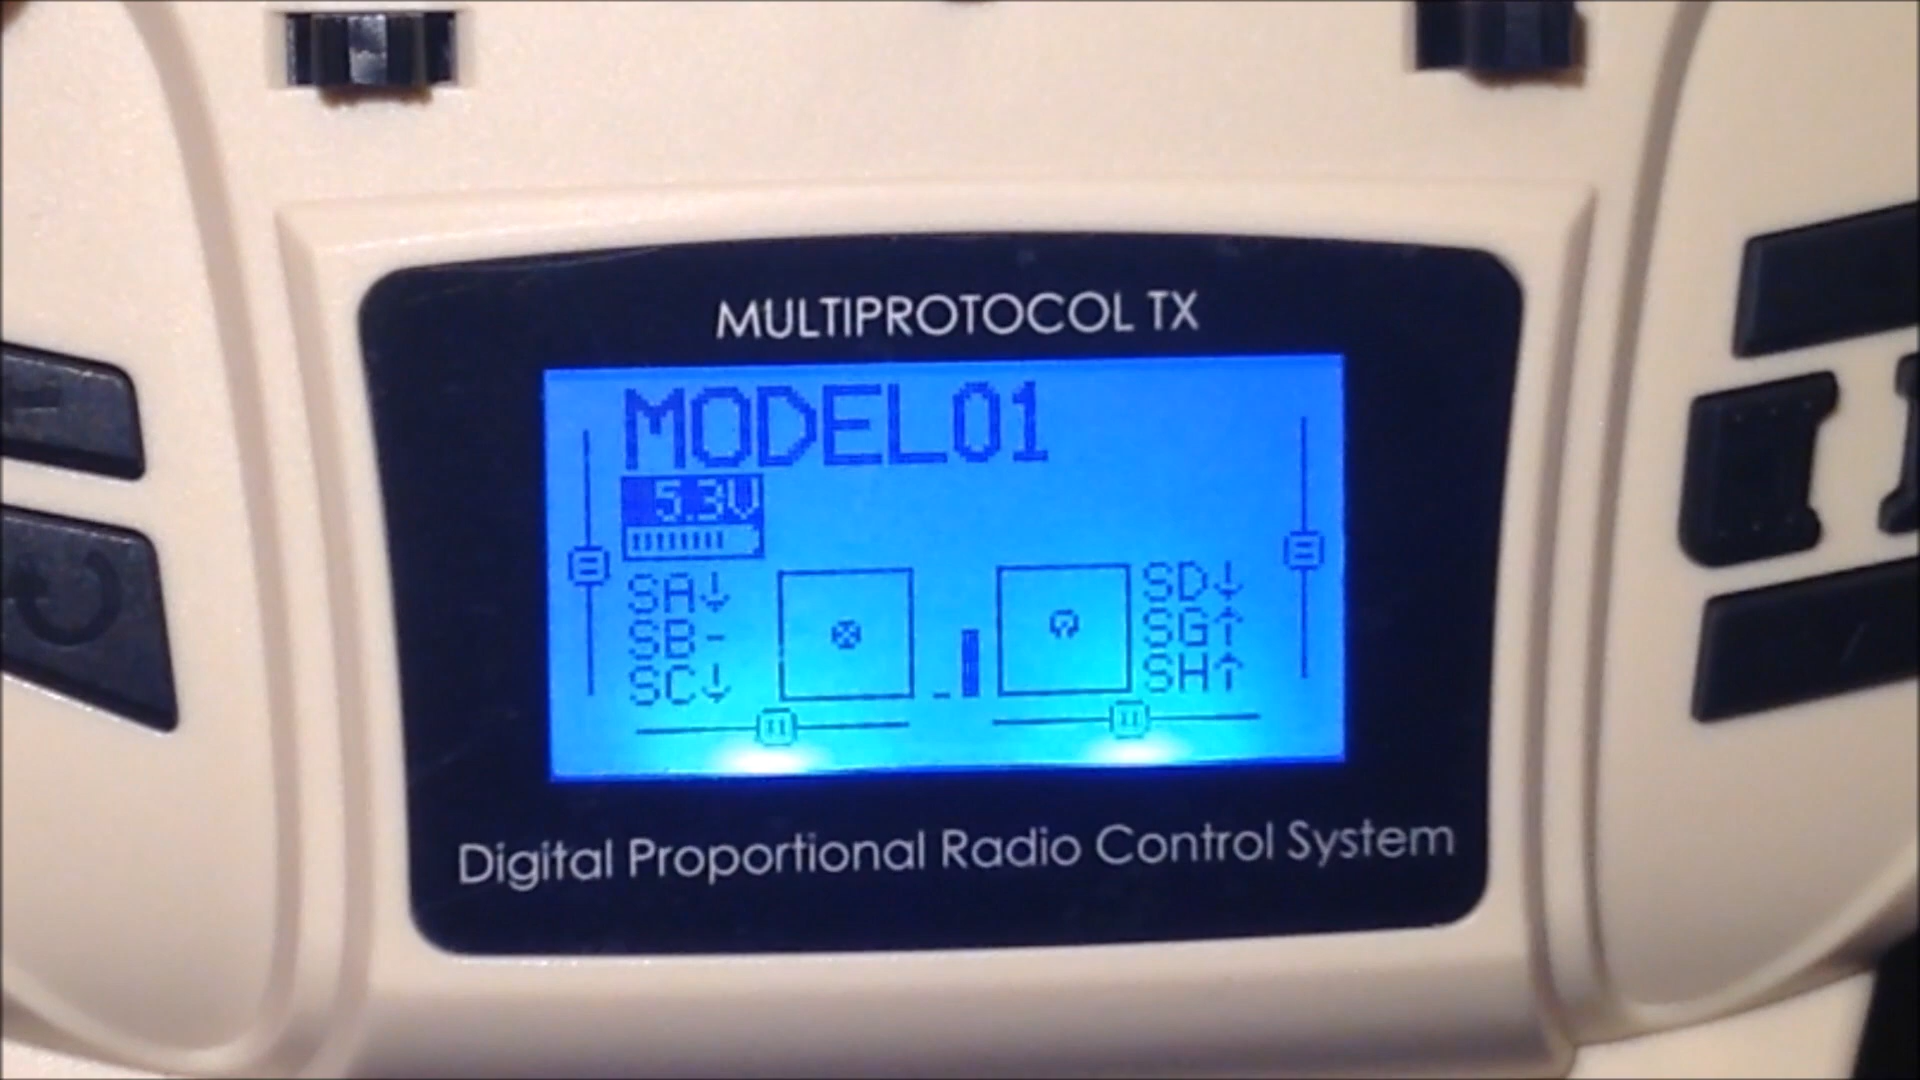 MULTIPROTOCOL TX
MODEL01
5.3V
SA↓
SB-
SC↓
SD↓
SG↑
SH↑
Digital Proportional Radio Control System